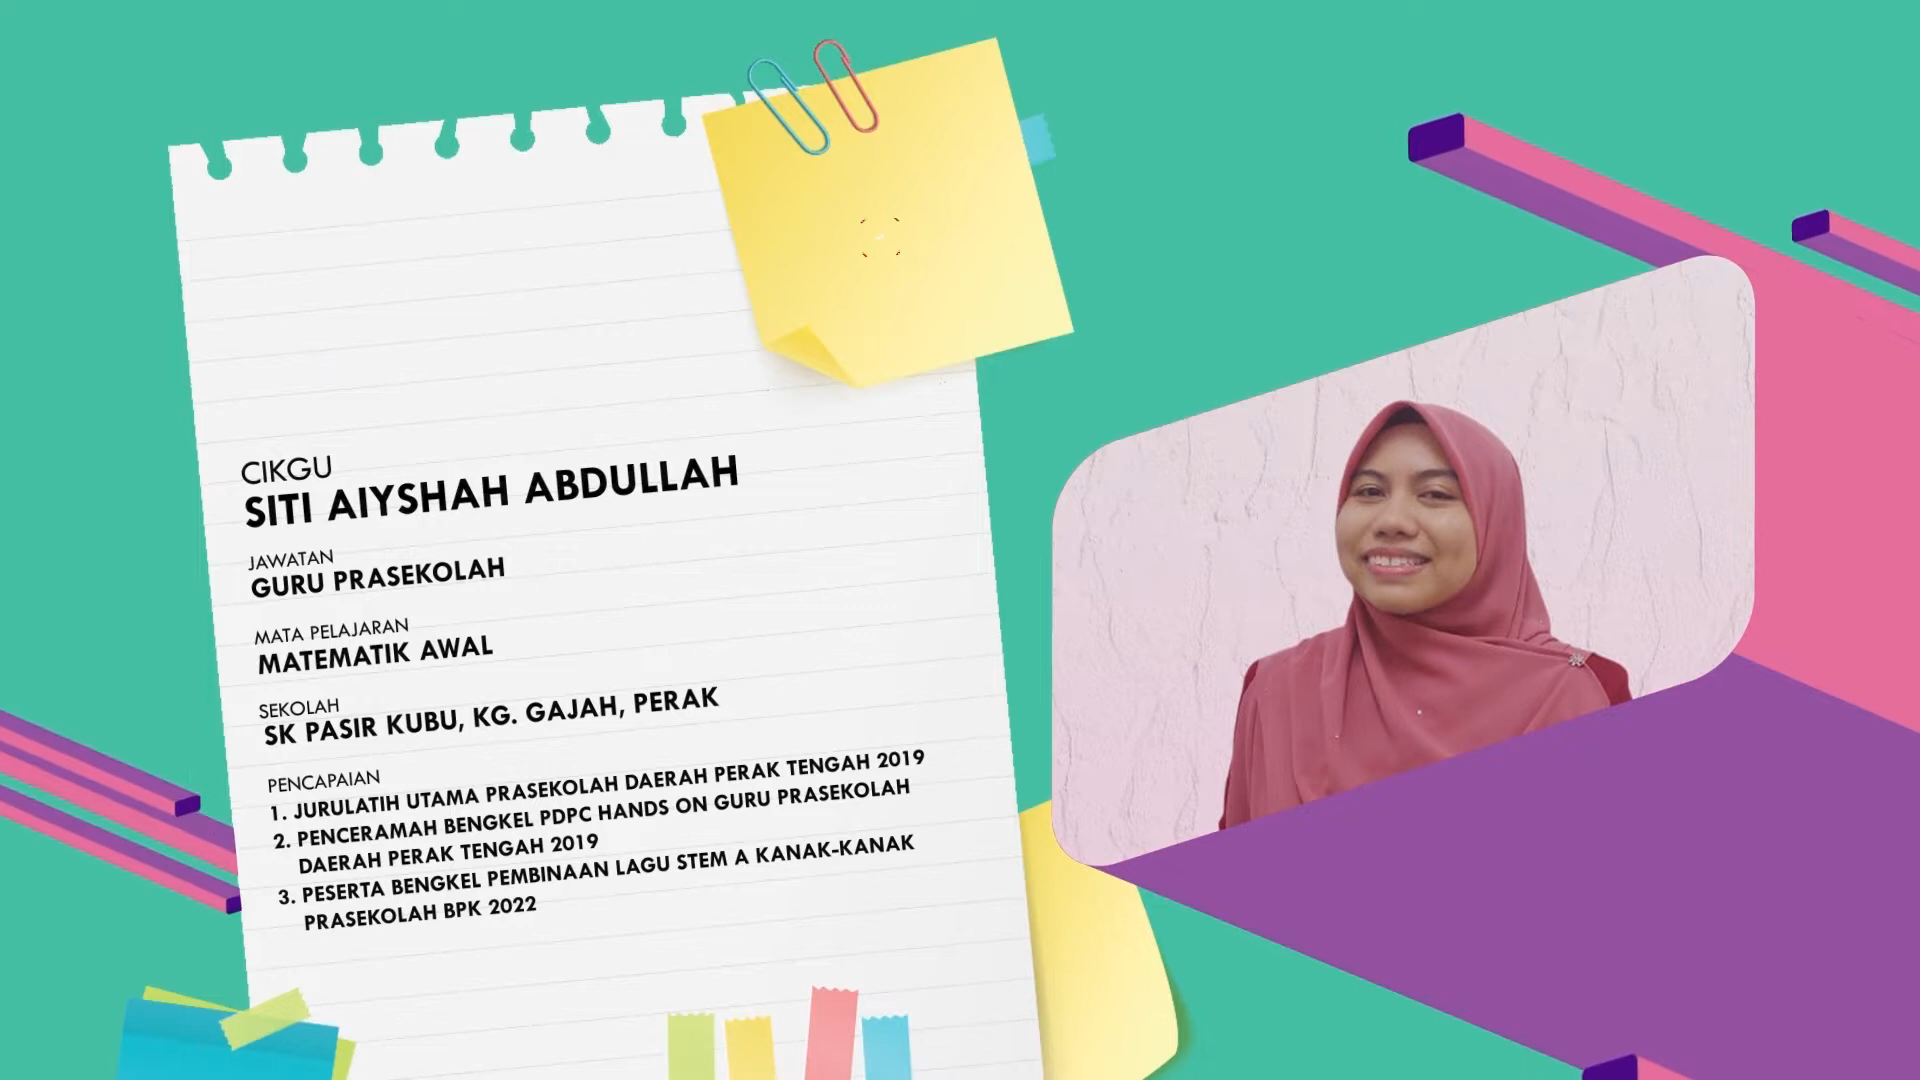 CIKGU
SITI AIYSHAH ABDULLAH
JAWATAN
GURU PRASEKOLAH
MATA PELAJARAN
MATEMATIK AWAL
SEKOLAH
SK PASIR KUBU, KG. GAJAH, PERAK
PENCAPAIAN
1. JURULATIH UTAMA PRASEKOLAH DAERAH PERAK TENGAH 2019
2. PENCERAMAH BENGKEL PDPC HANDS ON GURU PRASEKOLAH
DAERAH PERAK TENGAH 2019
3. PESERTA BENGKEL PEMBINAAN LAGU STEM A KANAK-KANAK
PRASEKOLAH BPK 2022